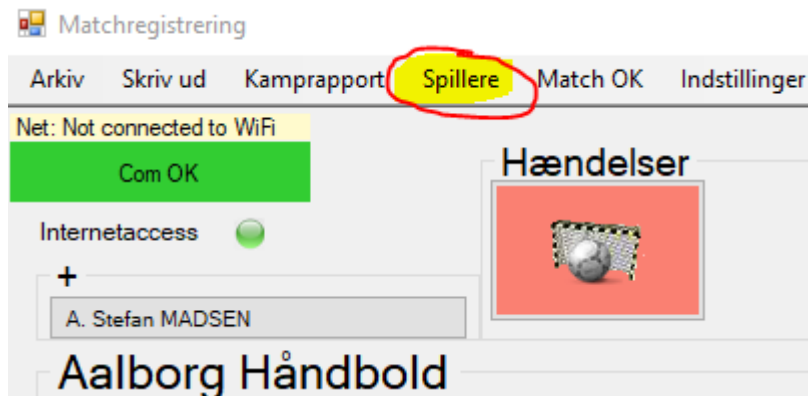 Matchregistrering
Arkiv Skriv ud Kamprapport Spillere Match OK Indstillinger
Net: Not connected to WiFi
Com OK
Hændelser
Internetaccess
+
A. Stefan MADSEN
Aalborg Håndbold